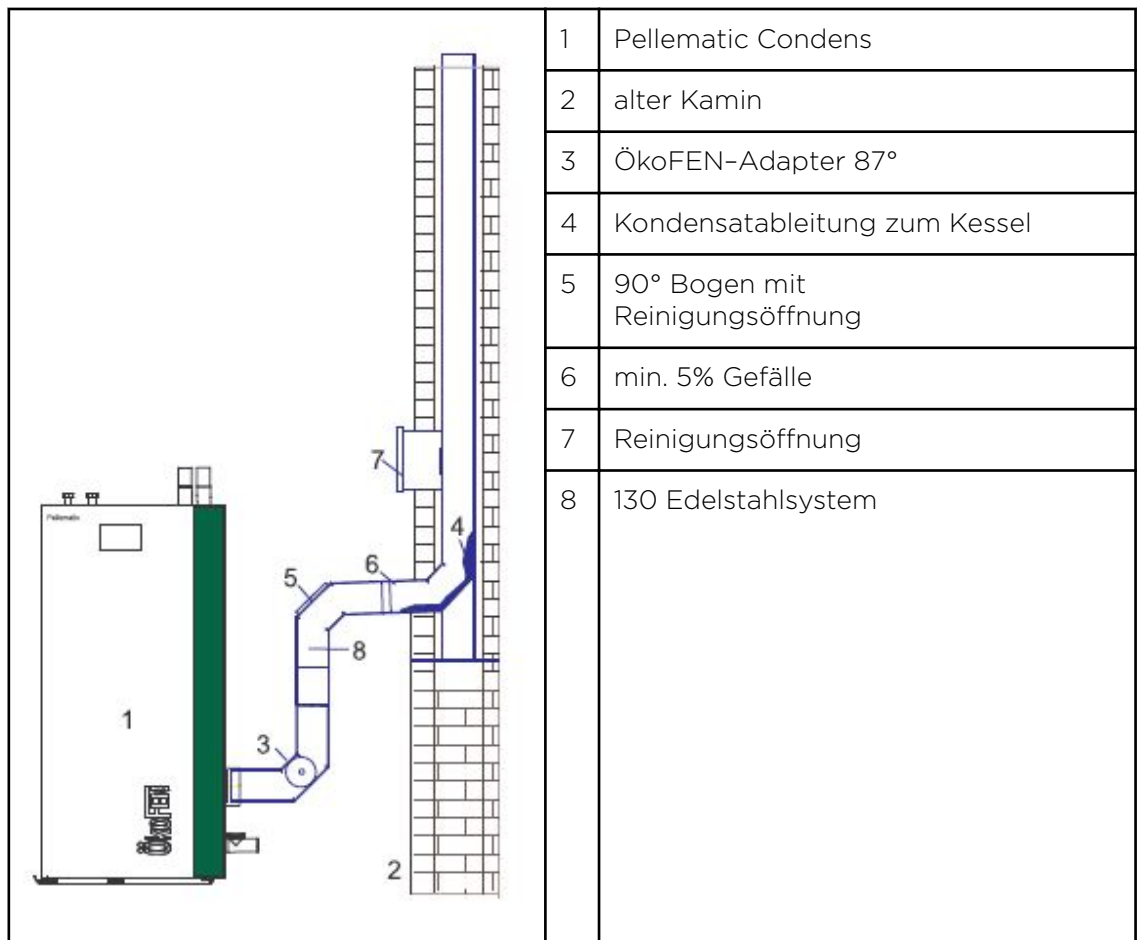 1 Pellematic Condens
2 alter Kamin
3 ÖkoFEN–Adapter 87°
4 Kondensatableitung zum Kessel
5 90° Bogen mit
Reinigungsöffnung
6 min. 5% Gefälle
7 Reinigungsöffnung
8 130 Edelstahlsystem
7
Pellematic
4
6
5
8
1
3
ÖkoFEN
2